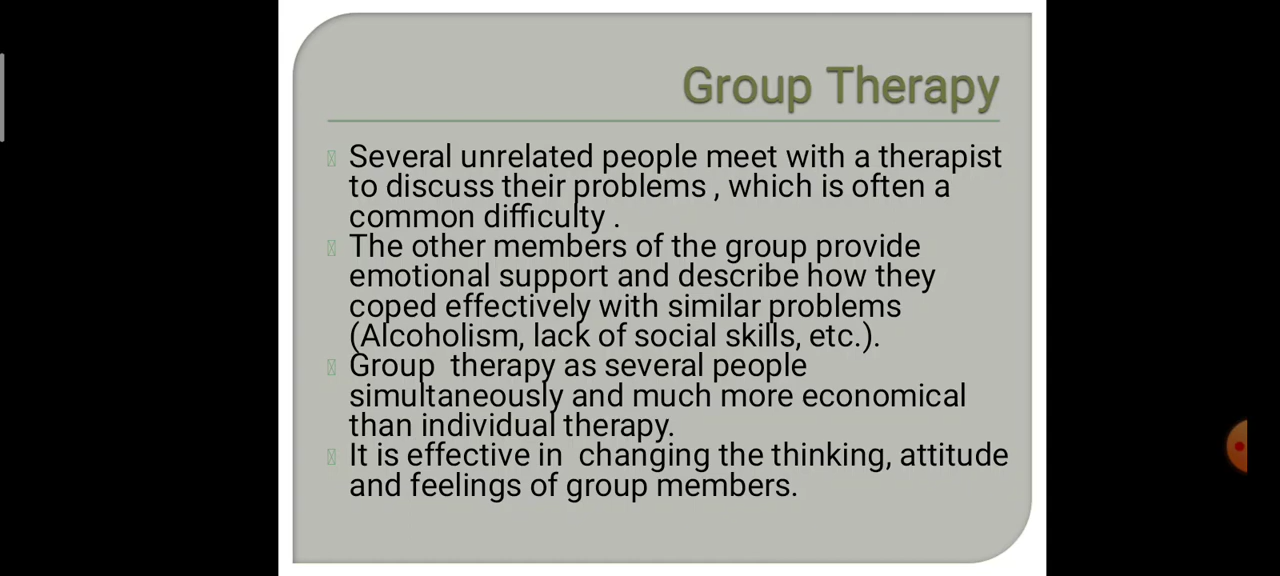 Group Therapy
Several unrelated people meet with a therapist
to discuss their problems , which is often a
common difficulty .
The other members of the group provide
emotional support and describe how they
coped effectively with similar problems
(Alcoholism, lack of social skills, etc.).
Group  therapy as several people
simultaneously and much more economical
than individual therapy.
It is effective in  changing the thinking, attitude
and feelings of group members.